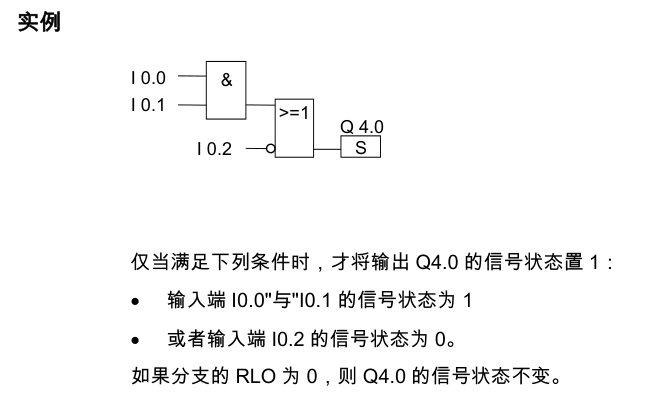 实例
I 0.0
&
I 0.1
>=1
Q 4.0
I 0.2
S
仅当满足下列条件时，才将输出 Q4.0 的信号状态置 1：
• 输入端 I0.0"与"I0.1 的信号状态为 1
• 或者输入端 I0.2 的信号状态为 0。
如果分支的 RLO 为 0，则 Q4.0 的信号状态不变。